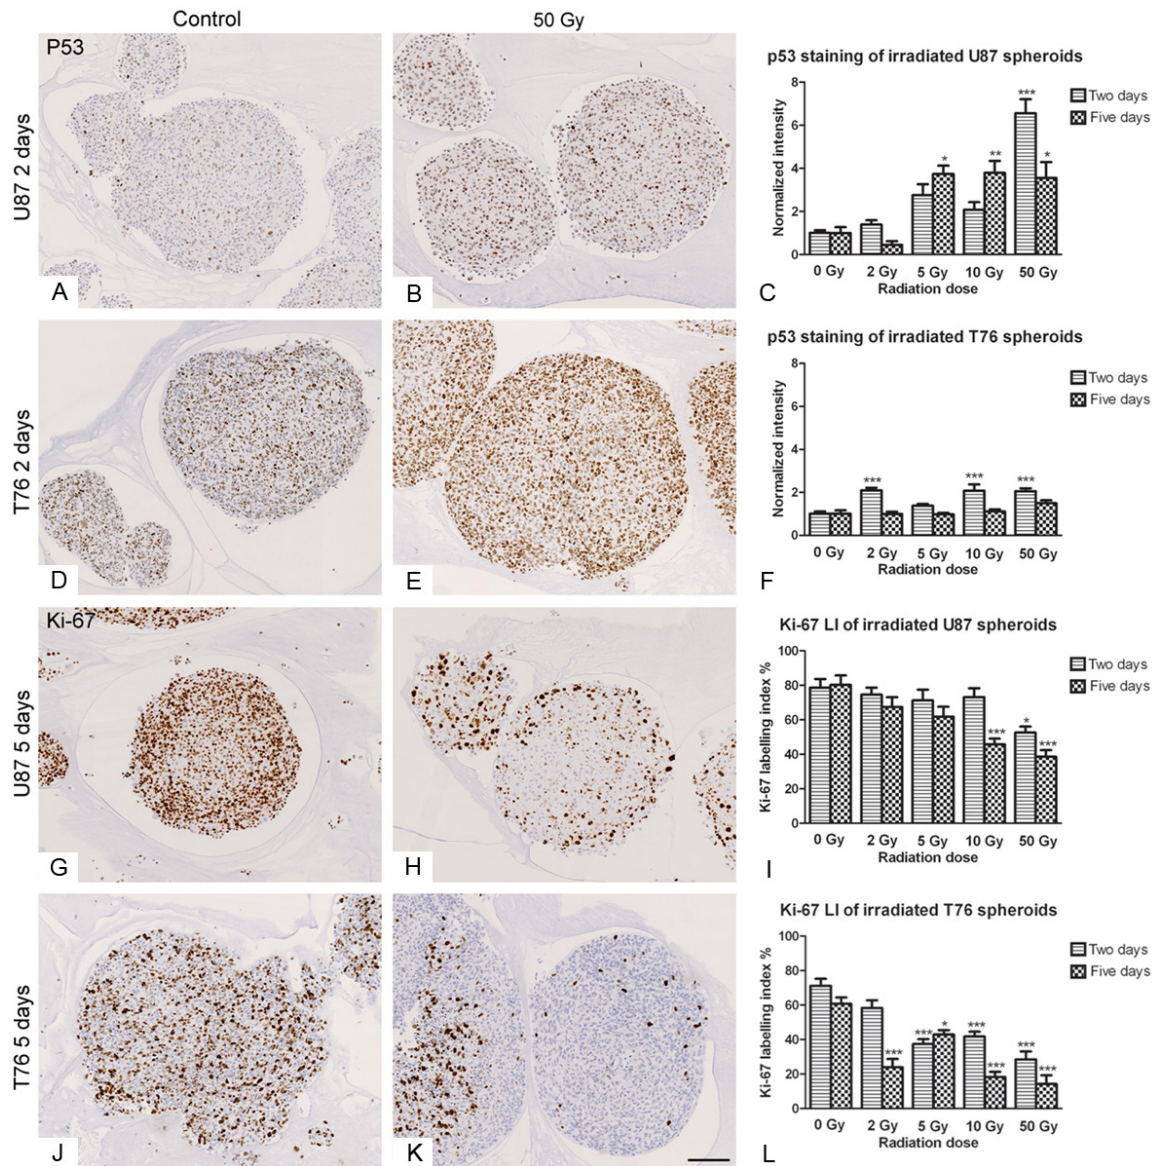 Control
50 Gy
P53
U87 2 days
A
B
p53 staining of irradiated U87 spheroids
Normalized intensity
8
6
4
2
0
* ** *** *
Two days
Five days
0 Gy 2 Gy 5 Gy 10 Gy 50 Gy
Radiation dose
C
T76 2 days
D
E
p53 staining of irradiated T76 spheroids
Normalized intensity
8
6
4
2
0
*** *** ***
Two days
Five days
0 Gy 2 Gy 5 Gy 10 Gy 50 Gy
Radiation dose
F
Ki-67
U87 5 days
G
H
Ki-67 LI of irradiated U87 spheroids
Ki-67 labelling index %
100
80
60
40
20
0
*** * ***
Two days
Five days
0 Gy 2 Gy 5 Gy 10 Gy 50 Gy
Radiation dose
I
T76 5 days
J
K
Ki-67 LI of irradiated T76 spheroids
Ki-67 labelling index %
100
80
60
40
20
0
*** *** * *** *** *** ***
Two days
Five days
0 Gy 2 Gy 5 Gy 10 Gy 50 Gy
Radiation dose
L